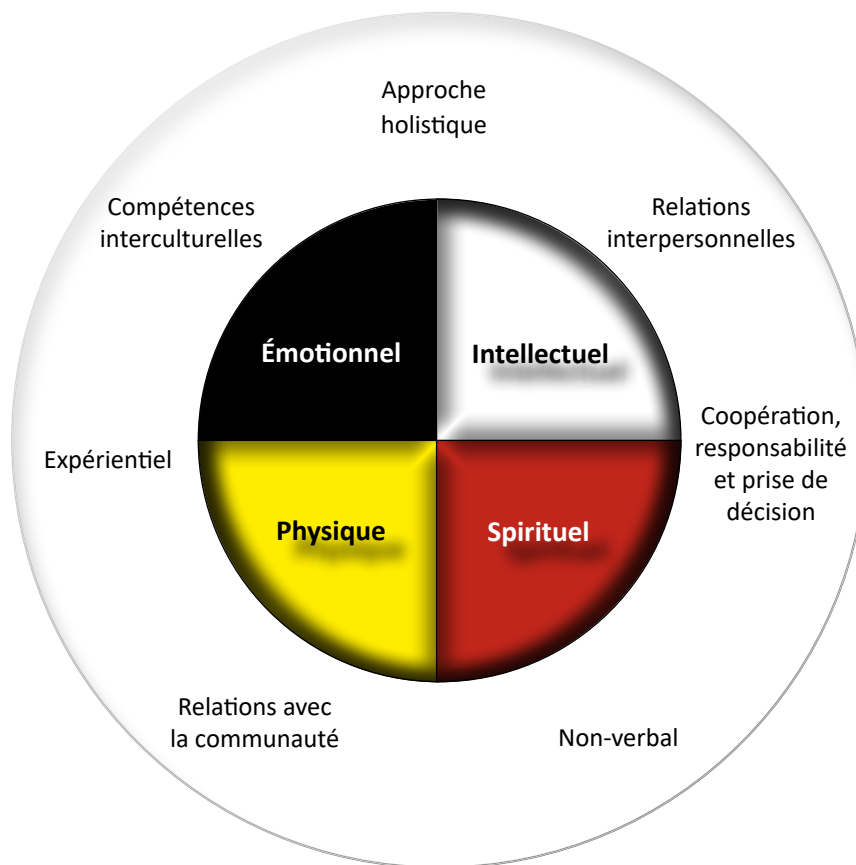 Approche
holistique
Compétences
interculturelles
Relations
interpersonnelles
Émotionnel
Intellectuel
Coopération,
responsabilité
et prise de
décision
Expérientiel
Physique
Spirituel
Relations avec
la communauté
Non-verbal